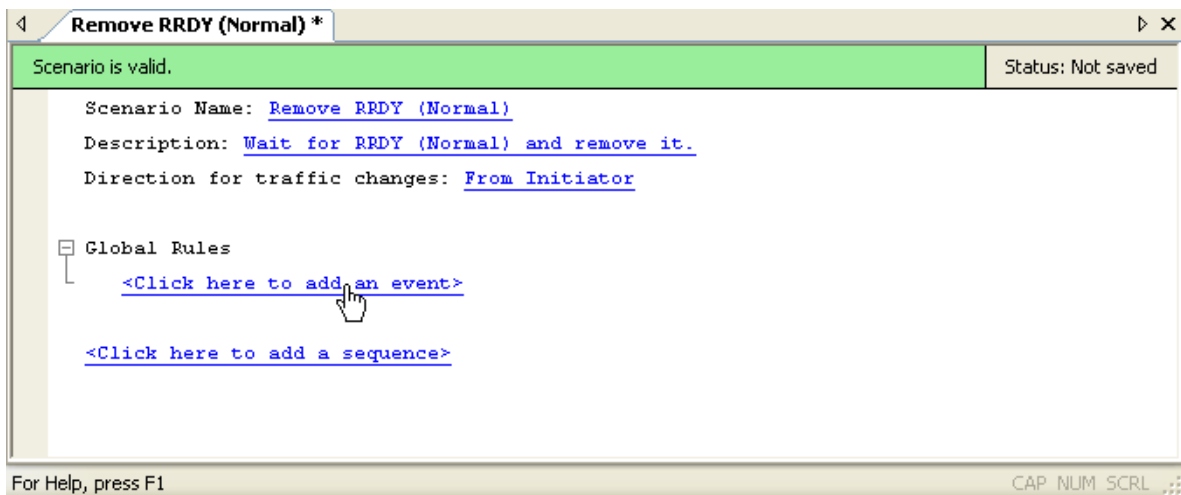 Remove RRDY (Normal) *
Scenario is valid. Status: Not saved
Scenario Name: Remove RRDY (Normal)
Description: Wait for RRDY (Normal) and remove it.
Direction for traffic changes: From Initiator
Global Rules
<Click here to add an event>
<Click here to add a sequence>
For Help, press F1 CAP NUM SCRL